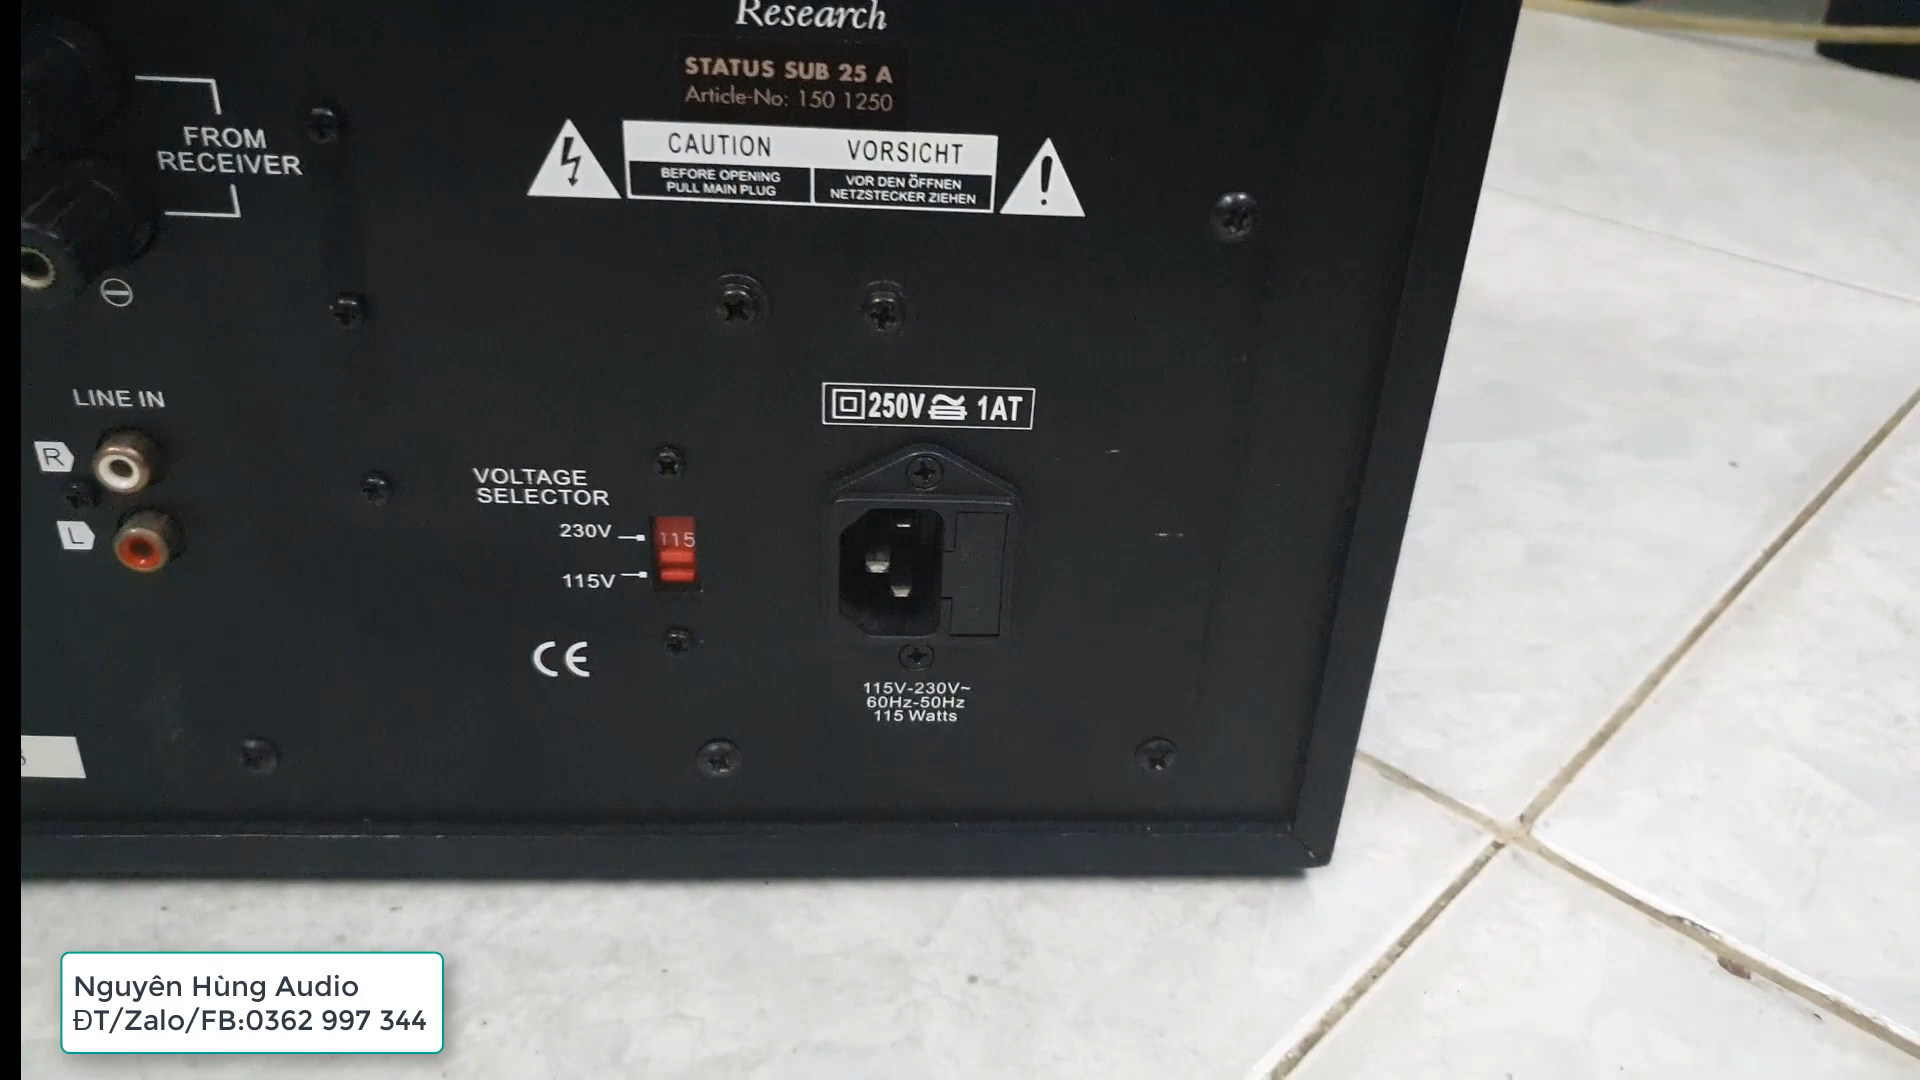 Research
STATUS SUB 25 A
Article-No: 150 1250
FROM
RECEIVER
CAUTION
BEFORE OPENING
PULL MAIN PLUG
VORSICHT
VOR DEN ÖFFNEN
NETZSTECKER ZIEHEN
LINE IN
R
L
250V 1AT
VOLTAGE
SELECTOR
230V
115
115V
CE
115V-230V~
60Hz-50Hz
115 Watts
Nguyên Hùng Audio
ĐT/Zalo/FB:0362 997 344